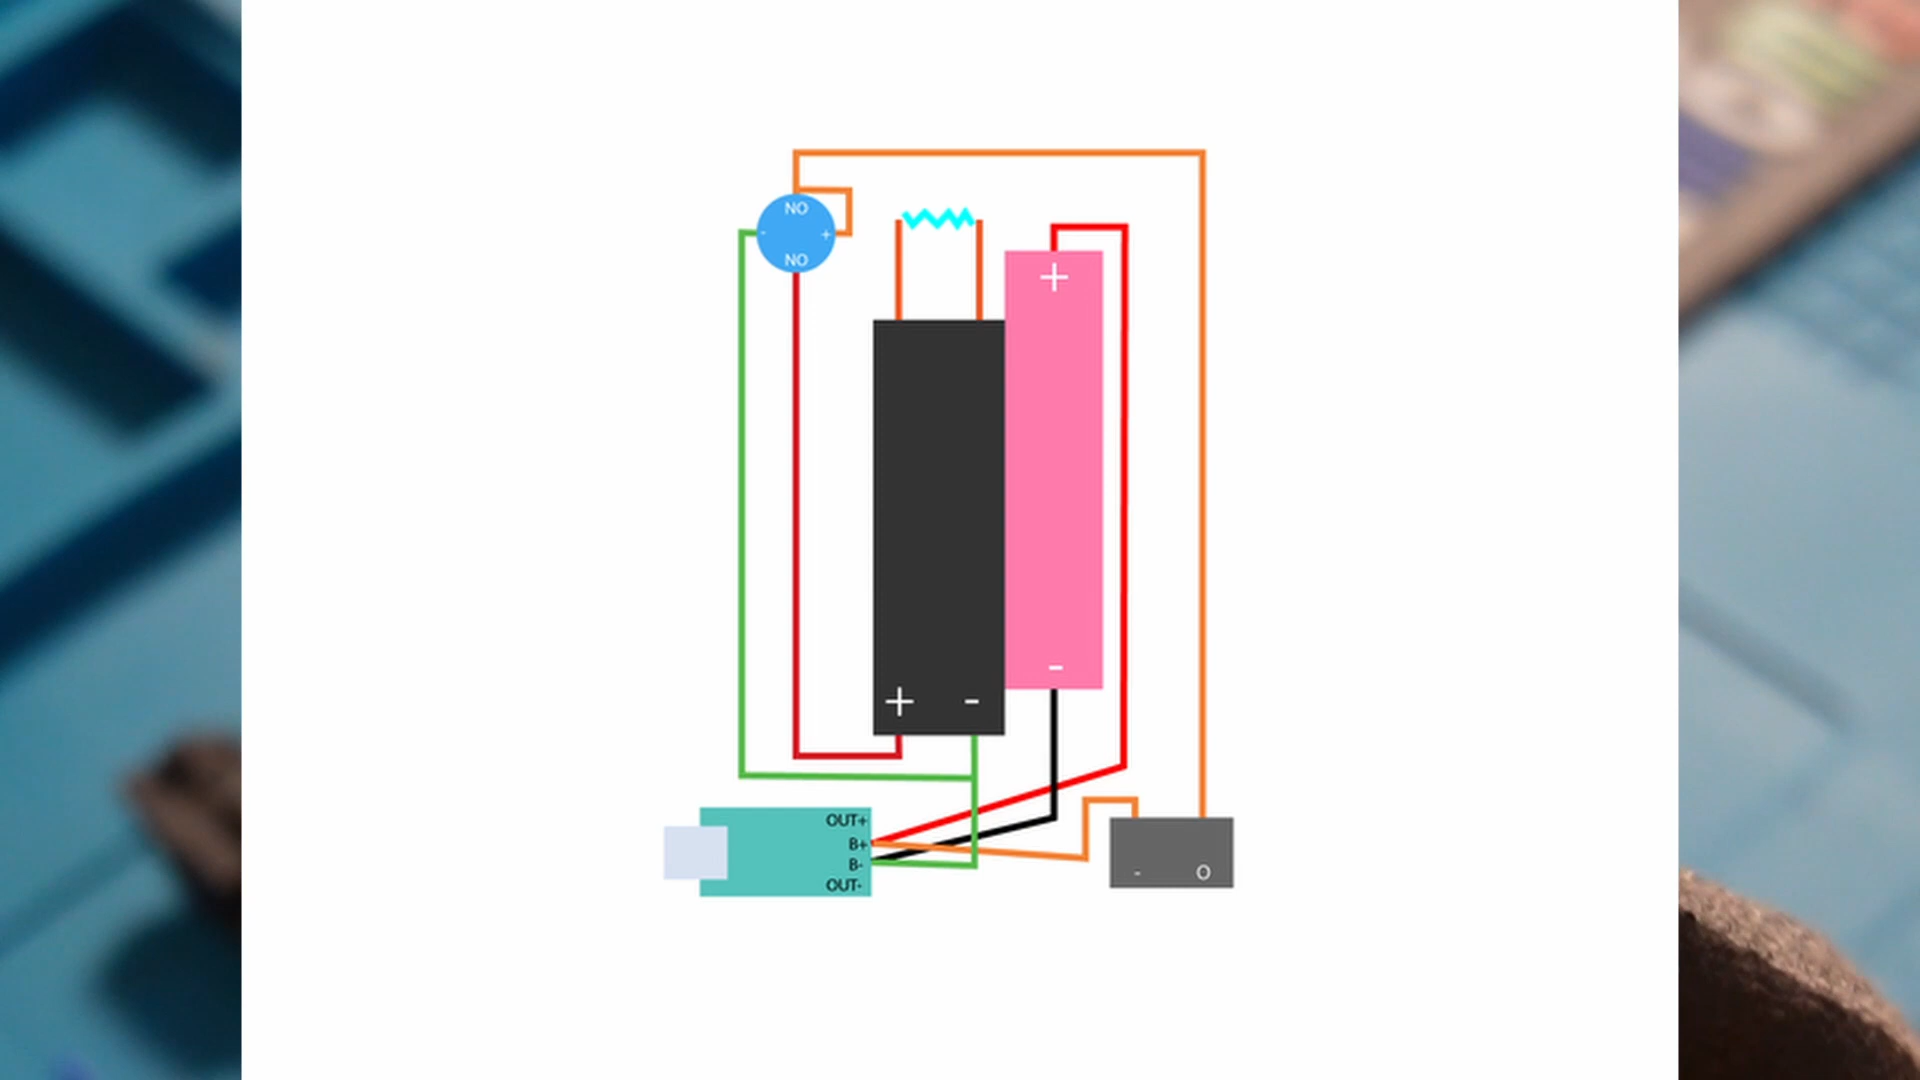 NO
- +
NO
+
-
+ -
OUT+
B+
B-
OUT-
- O